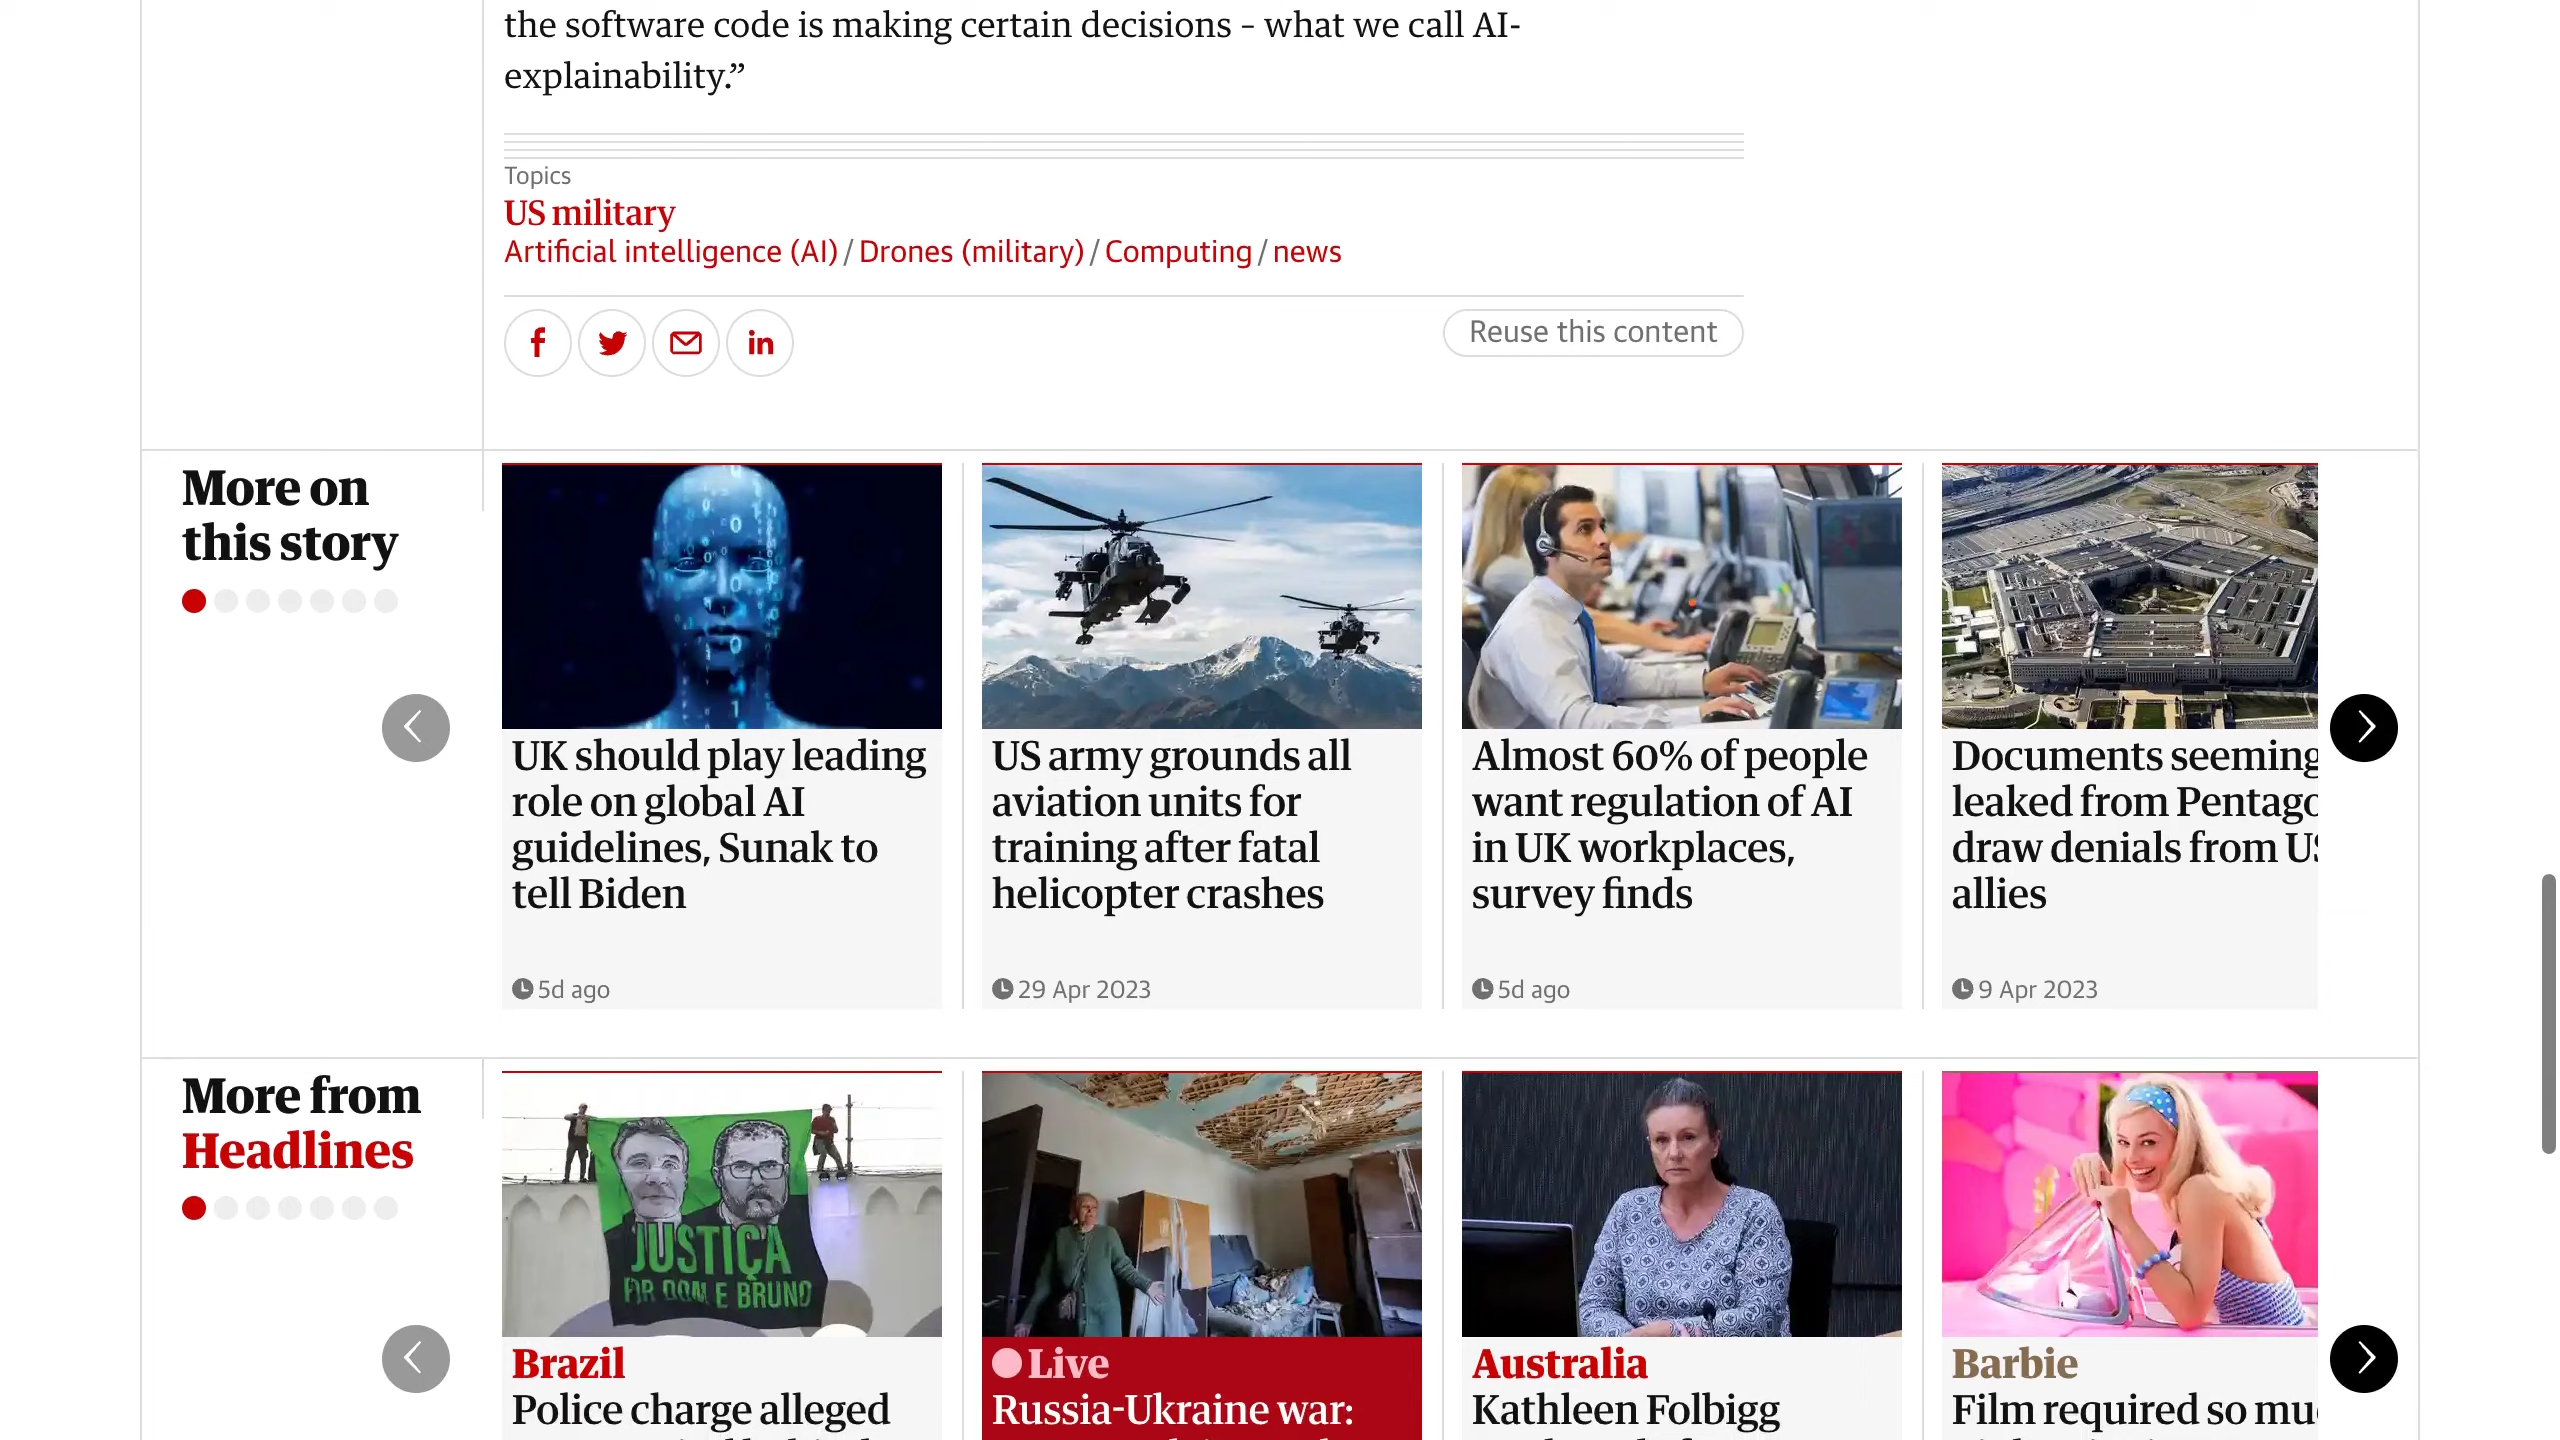 the software code is making certain decisions – what we call AI-
explainability.”
Topics
US military
Artificial intelligence (AI) / Drones (military) / Computing / news
Reuse this content
More on
this story
UK should play leading
role on global AI
guidelines, Sunak to
tell Biden
5d ago
US army grounds all
aviation units for
training after fatal
helicopter crashes
29 Apr 2023
Almost 60% of people
want regulation of AI
in UK workplaces,
survey finds
5d ago
Documents seeming
leaked from Pentago
draw denials from US
allies
9 Apr 2023
More from
Headlines
JUSTIÇA
POR DOM E BRUNO
Brazil
Police charge alleged
Live
Russia-Ukraine war:
Australia
Kathleen Folbigg
Barbie
Film required so mu